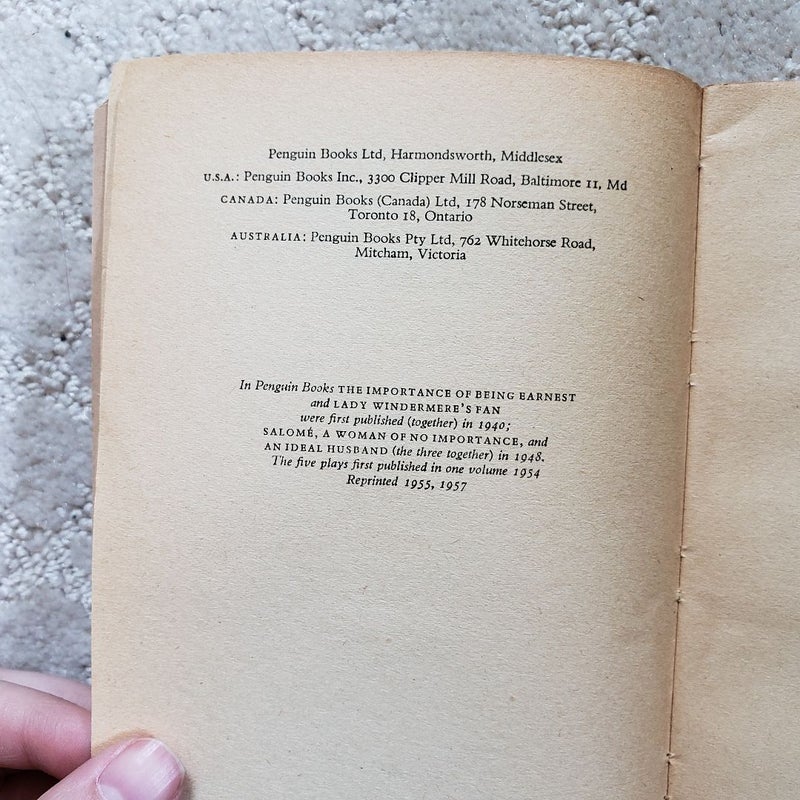 Penguin Books Ltd, Harmondsworth, Middlesex
U.S.A.: Penguin Books Inc., 3300 Clipper Mill Road, Baltimore 11, Md
CANADA: Penguin Books (Canada) Ltd, 178 Norseman Street,
Toronto 18, Ontario
AUSTRALIA: Penguin Books Pty Ltd, 762 Whitehorse Road,
Mitcham, Victoria
In Penguin Books THE IMPORTANCE OF BEING EARNEST
and LADY WINDERMERE'S FAN
were first published (together) in 1940;
SALOMÉ, A WOMAN OF NO IMPORTANCE, and
AN IDEAL HUSBAND (the three together) in 1948.
The five plays first published in one volume 1954
Reprinted 1955, 1957